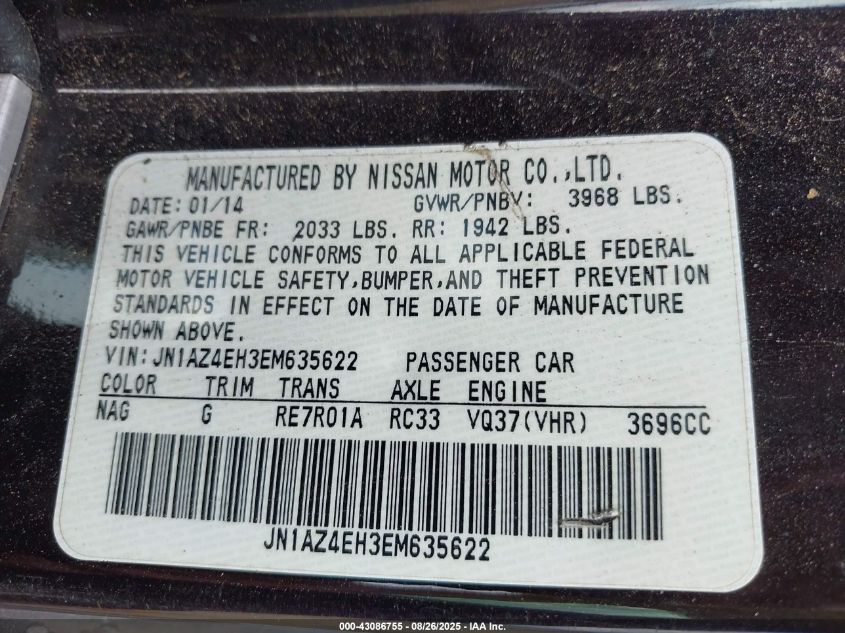 MANUFACTURED BY NISSAN MOTOR CO.,LTD.
DATE: 01/14 GVWR/PNBV: 3968 LBS.
GAWR/PNBE FR: 2033 LBS. RR: 1942 LBS.
THIS VEHICLE CONFORMS TO ALL APPLICABLE FEDERAL
MOTOR VEHICLE SAFETY,BUMPER,AND THEFT PREVENTION
STANDARDS IN EFFECT ON THE DATE OF MANUFACTURE
SHOWN ABOVE.
VIN:JN1AZ4EH3EM635622 PASSENGER CAR
COLOR TRIM TRANS AXLE ENGINE
NAG G RE7R01A RC33 VQ37(VHR) 3696CC
JN1AZ4EH3EM635622
000-43086755 - 08/26/2025 - IAA Inc.